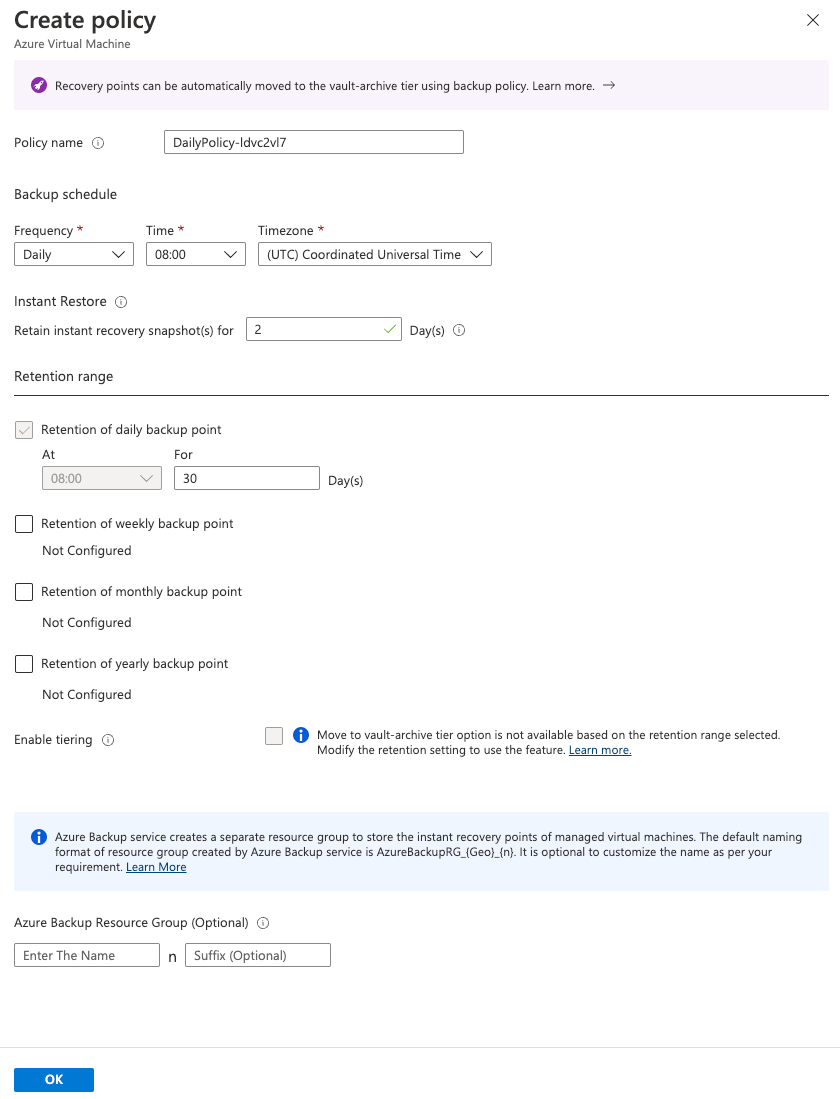 Create policy
Azure Virtual Machine
Recovery points can be automatically moved to the vault-archive tier using backup policy. Learn more. →
Policy name
DailyPolicy-ldvc2vl7
Backup schedule
Frequency * Time * Timezone *
Daily 08:00 (UTC) Coordinated Universal Time
Instant Restore
Retain instant recovery snapshot(s) for 2 Day(s)
Retention range
Retention of daily backup point
At For
08:00 30 Day(s)
Retention of weekly backup point
Not Configured
Retention of monthly backup point
Not Configured
Retention of yearly backup point
Not Configured
Enable tiering
Move to vault-archive tier option is not available based on the retention range selected.
Modify the retention setting to use the feature. Learn more.
Azure Backup service creates a separate resource group to store the instant recovery points of managed virtual machines. The default naming
format of resource group created by Azure Backup service is AzureBackupRG_{Geo}_{n}. It is optional to customize the name as per your
requirement. Learn More
Azure Backup Resource Group (Optional)
Enter The Name n Suffix (Optional)
OK